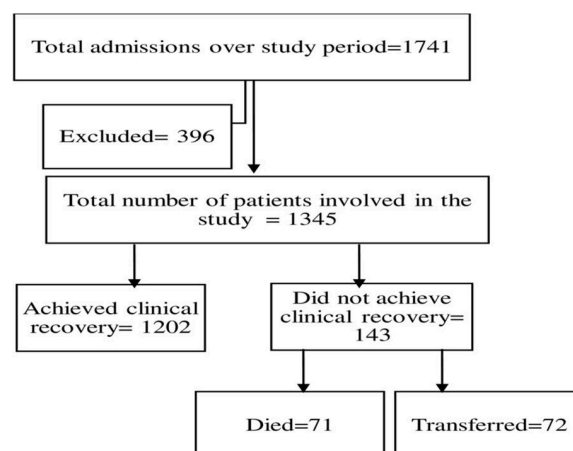 Total admissions over study period=1741
Excluded= 396
Total number of patients involved in the
study = 1345
Achieved clinical
recovery= 1202
Did not achieve
clinical recovery=
143
Died=71
Transferred=72